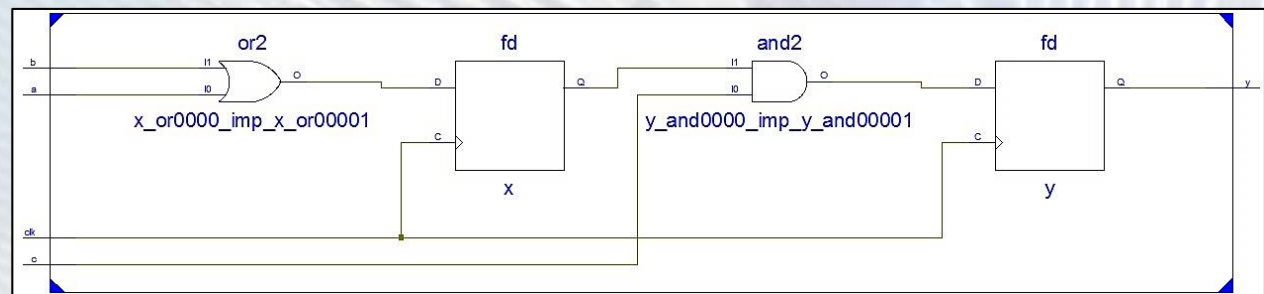 or2
fd
and2
fd
b
I1
O
a
I0
D
Q
I1
O
I0
D
Q
y
x_or0000_imp_x_or00001
y_and0000_imp_y_and00001
C
C
x
y
clk
c